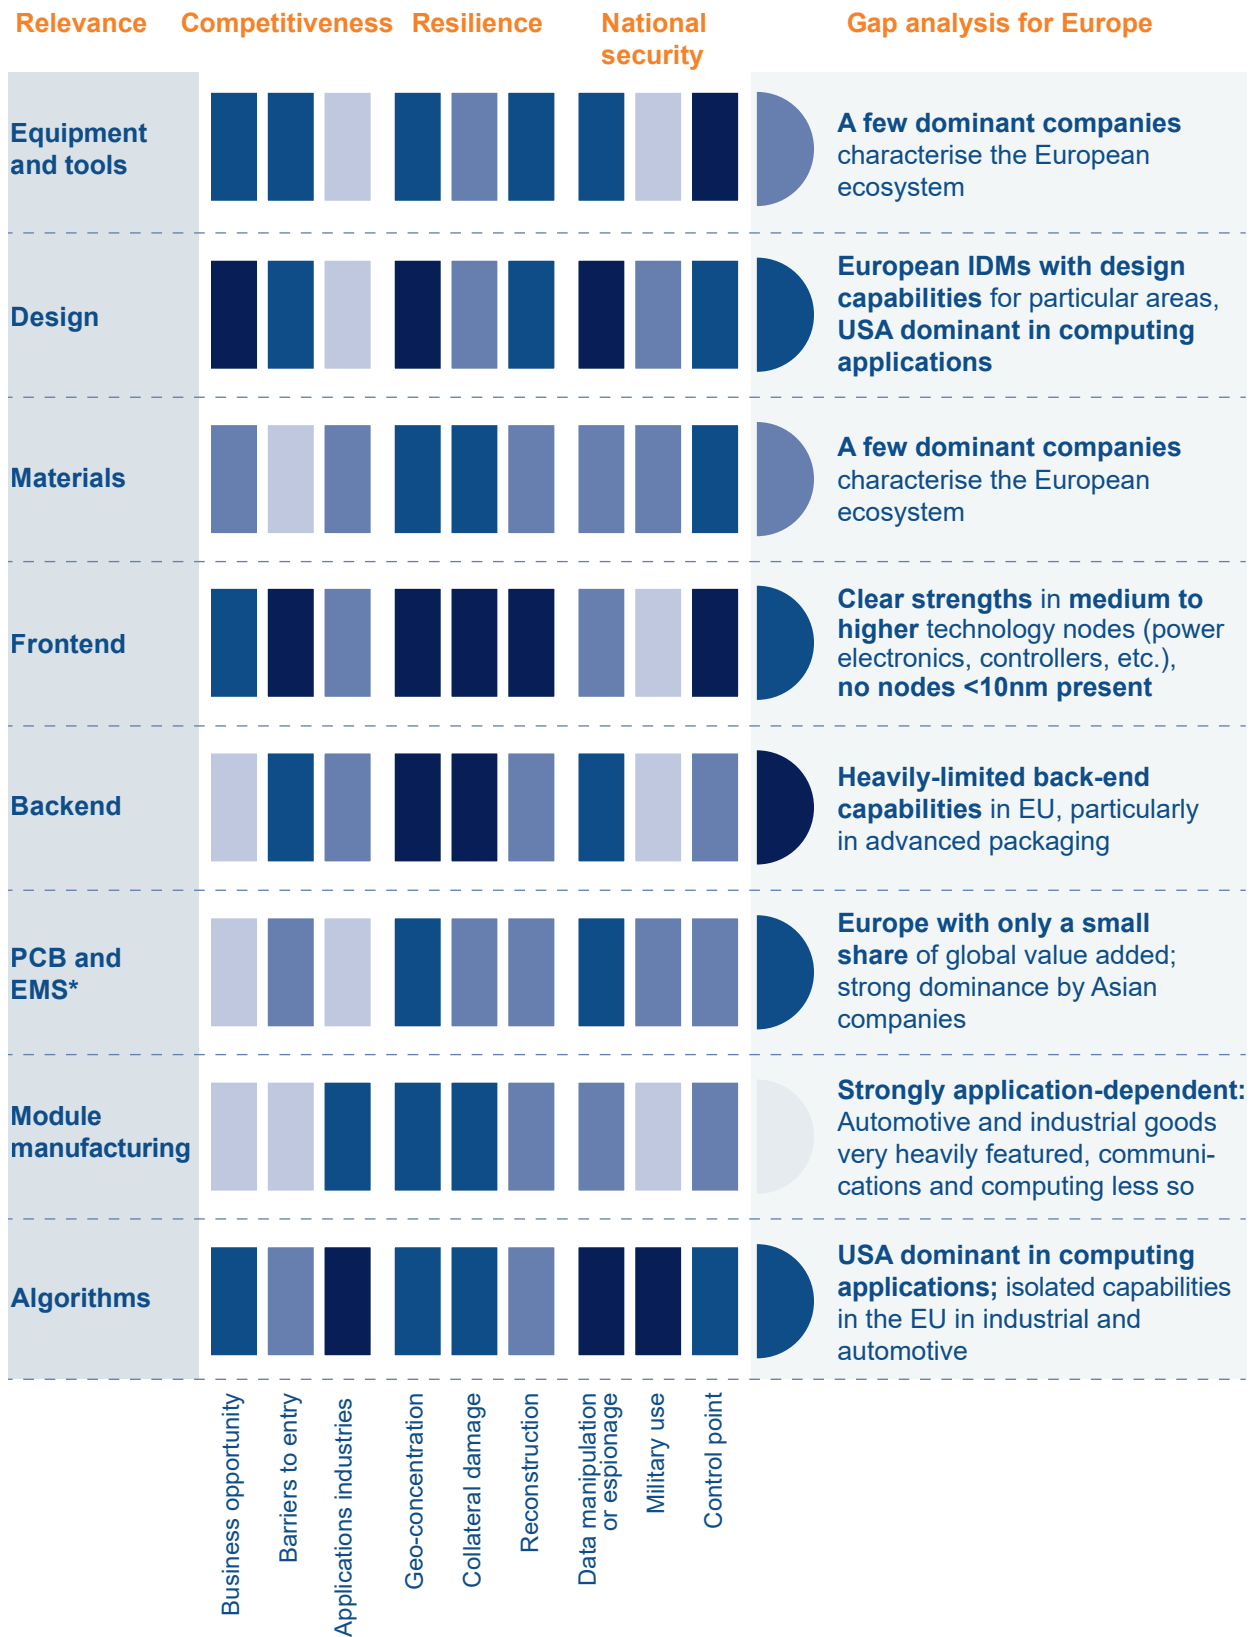 Relevance
Competitiveness
Resilience
National
security
Gap analysis for Europe
Equipment
and tools
A few dominant companies
characterise the European
ecosystem
Design
European IDMs with design
capabilities for particular areas,
USA dominant in computing
applications
Materials
A few dominant companies
characterise the European
ecosystem
Frontend
Clear strengths in medium to
higher technology nodes (power
electronics, controllers, etc.),
no nodes <10nm present
Backend
Heavily-limited back-end
capabilities in EU, particularly
in advanced packaging
PCB and
EMS*
Europe with only a small
share of global value added;
strong dominance by Asian
companies
Module
manufacturing
Strongly application-dependent:
Automotive and industrial goods
very heavily featured, communi-
cations and computing less so
Algorithms
USA dominant in computing
applications; isolated capabilities
in the EU in industrial and
automotive
Business opportunity
Barriers to entry
Applications industries
Geo-concentration
Collateral damage
Reconstruction
Data manipulation
or espionage
Military use
Control point